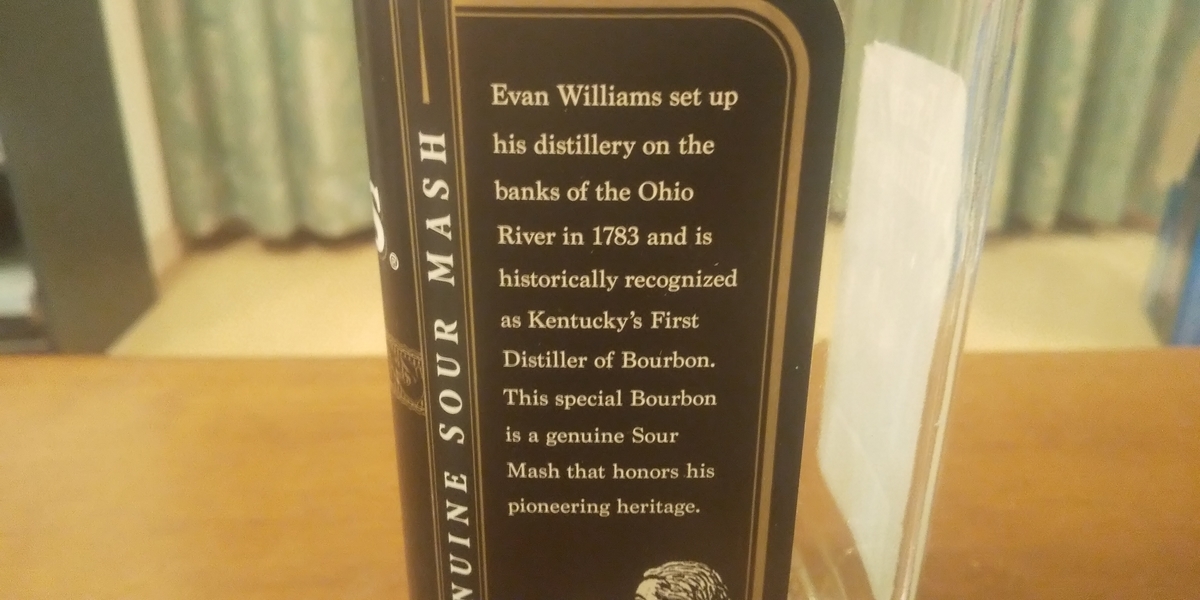 Evan Williams set up
his distillery on the
banks of the Ohio
River in 1783 and is
historically recognized
as Kentucky's First
Distiller of Bourbon.
This special Bourbon
is a genuine Sour
Mash that honors his
pioneering heritage.
SOUR MASH